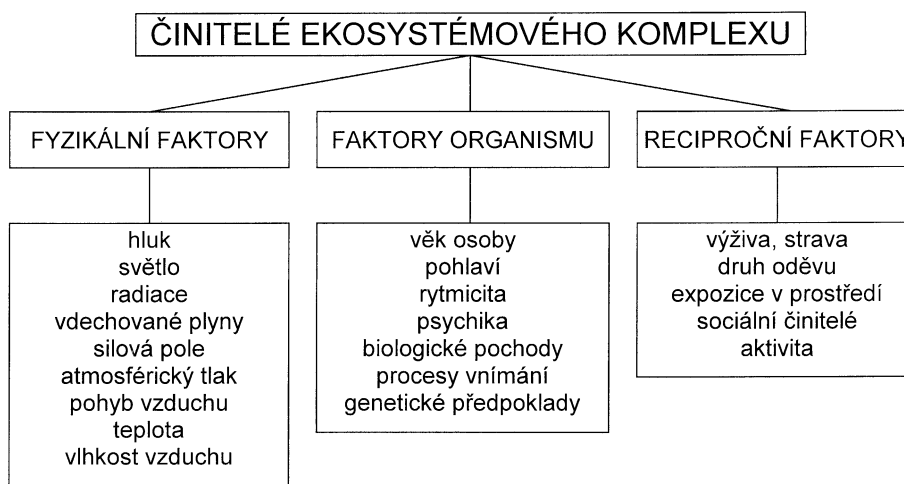 ČINITELÉ EKOSYSTÉMOVÉHO KOMPLEXU
FYZIKÁLNÍ FAKTORY
hluk
světlo
radiace
vdechované plyny
silová pole
atmosférický tlak
pohyb vzduchu
teplota
vlhkost vzduchu
FAKTORY ORGANISMU
věk osoby
pohlaví
rytmicita
psychika
biologické pochody
procesy vnímání
genetické předpoklady
RECIPROČNÍ FAKTORY
výživa, strava
druh oděvu
expozice v prostředí
sociální činitelé
aktivita